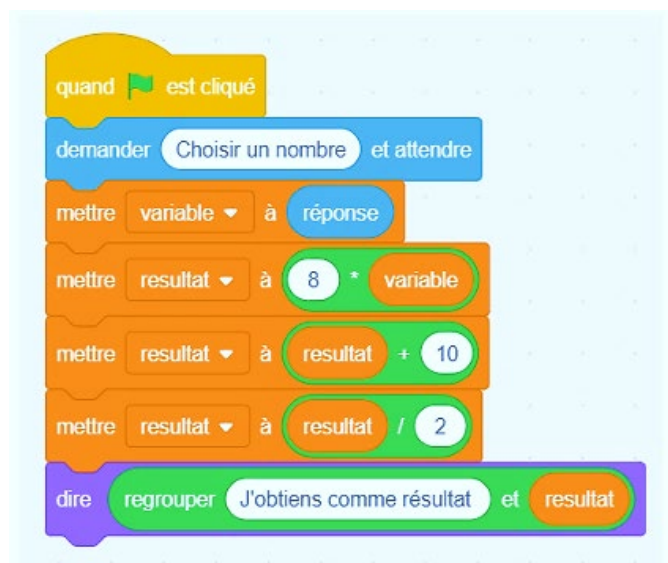 quand est cliqué
demander Choisir un nombre et attendre
mettre variable à réponse
mettre resultat à 8 * variable
mettre resultat à resultat + 10
mettre resultat à resultat / 2
dire regrouper J'obtiens comme résultat et resultat